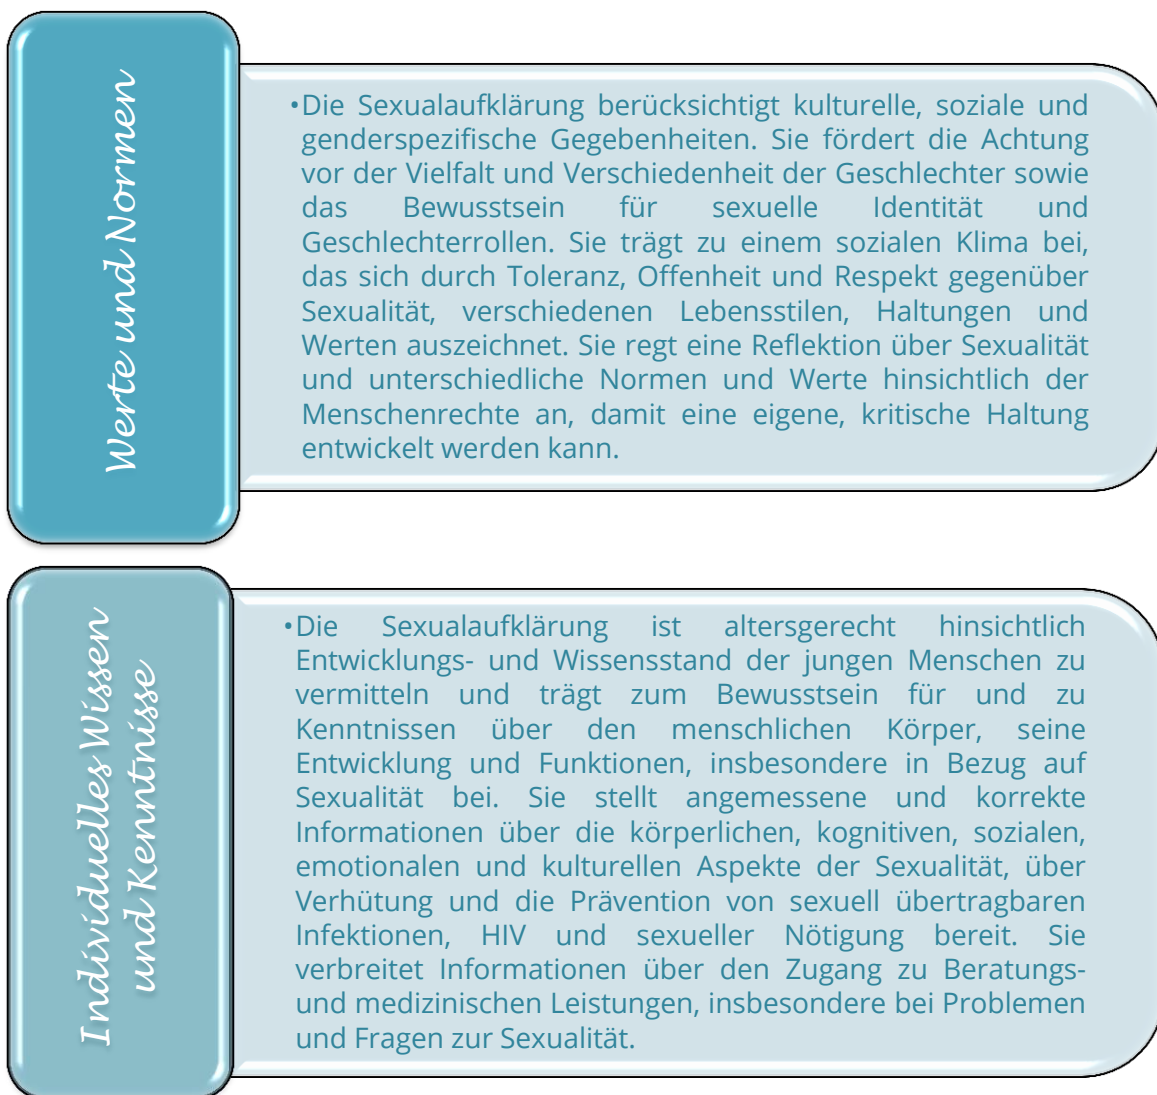 Werte und Normen
•Die Sexualaufklärung berücksichtigt kulturelle, soziale und
genderspezifische Gegebenheiten. Sie fördert die Achtung
vor der Vielfalt und Verschiedenheit der Geschlechter sowie
das Bewusstsein für sexuelle Identität und
Geschlechterrollen. Sie trägt zu einem sozialen Klima bei,
das sich durch Toleranz, Offenheit und Respekt gegenüber
Sexualität, verschiedenen Lebensstilen, Haltungen und
Werten auszeichnet. Sie regt eine Reflektion über Sexualität
und unterschiedliche Normen und Werte hinsichtlich der
Menschenrechte an, damit eine eigene, kritische Haltung
entwickelt werden kann.
Individuelles Wissen
und Kenntnisse
•Die Sexualaufklärung ist altersgerecht hinsichtlich
Entwicklungs- und Wissensstand der jungen Menschen zu
vermitteln und trägt zum Bewusstsein für und zu
Kenntnissen über den menschlichen Körper, seine
Entwicklung und Funktionen, insbesondere in Bezug auf
Sexualität bei. Sie stellt angemessene und korrekte
Informationen über die körperlichen, kognitiven, sozialen,
emotionalen und kulturellen Aspekte der Sexualität, über
Verhütung und die Prävention von sexuell übertragbaren
Infektionen, HIV und sexueller Nötigung bereit. Sie
verbreitet Informationen über den Zugang zu Beratungs-
und medizinischen Leistungen, insbesondere bei Problemen
und Fragen zur Sexualität.